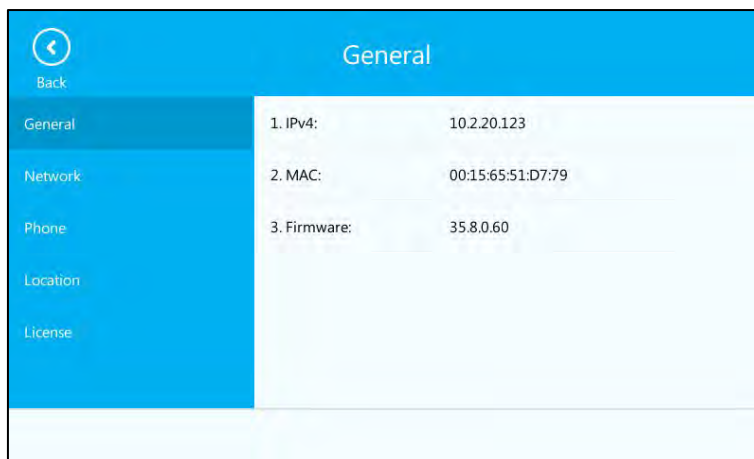 General
Back
General
1. IPv4: 10.2.20.123
Network
2. MAC: 00:15:65:51:D7:79
Phone
3. Firmware: 35.8.0.60
Location
License